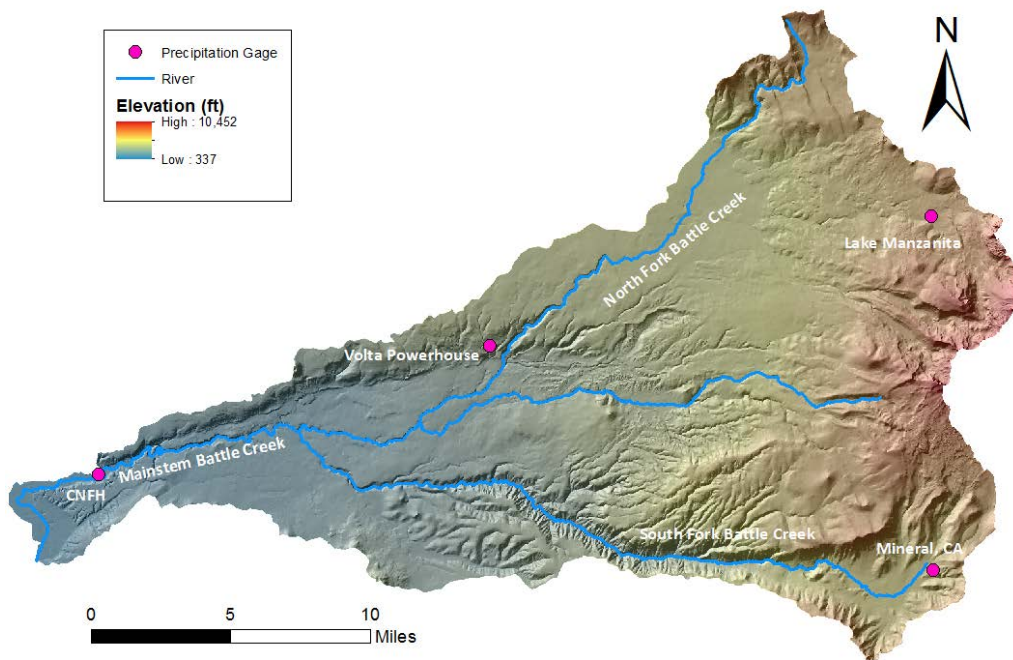 Precipitation Gage
River
Elevation (ft)
High : 10,452
Low : 337
N
Lake Manzanita
North Fork Battle Creek
Volta Powerhouse
Mainstem Battle Creek
CNFH
South Fork Battle Creek
Mineral, CA
0 5 10
Miles